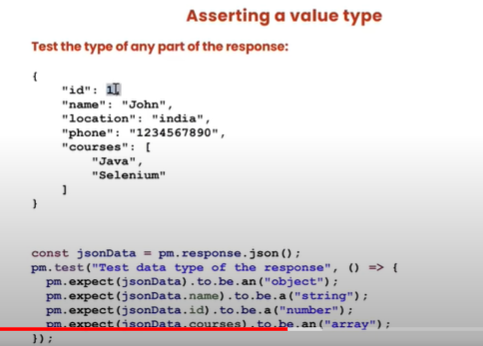 Asserting a value type
Test the type of any part of the response:
{
"id": 1
"name": "John",
"location": "india",
"phone": "1234567890",
"courses": [
"Java",
"Selenium"
]
}
const jsonData = pm.response.json();
pm.test("Test data type of the response", () => {
pm.expect(jsonData).to.be.an("object");
pm.expect(jsonData.name).to.be.a("string");
pm.expect(jsonData.id).to.be.a("number");
pm.expect(jsonData.courses).to.be.an("array");
});